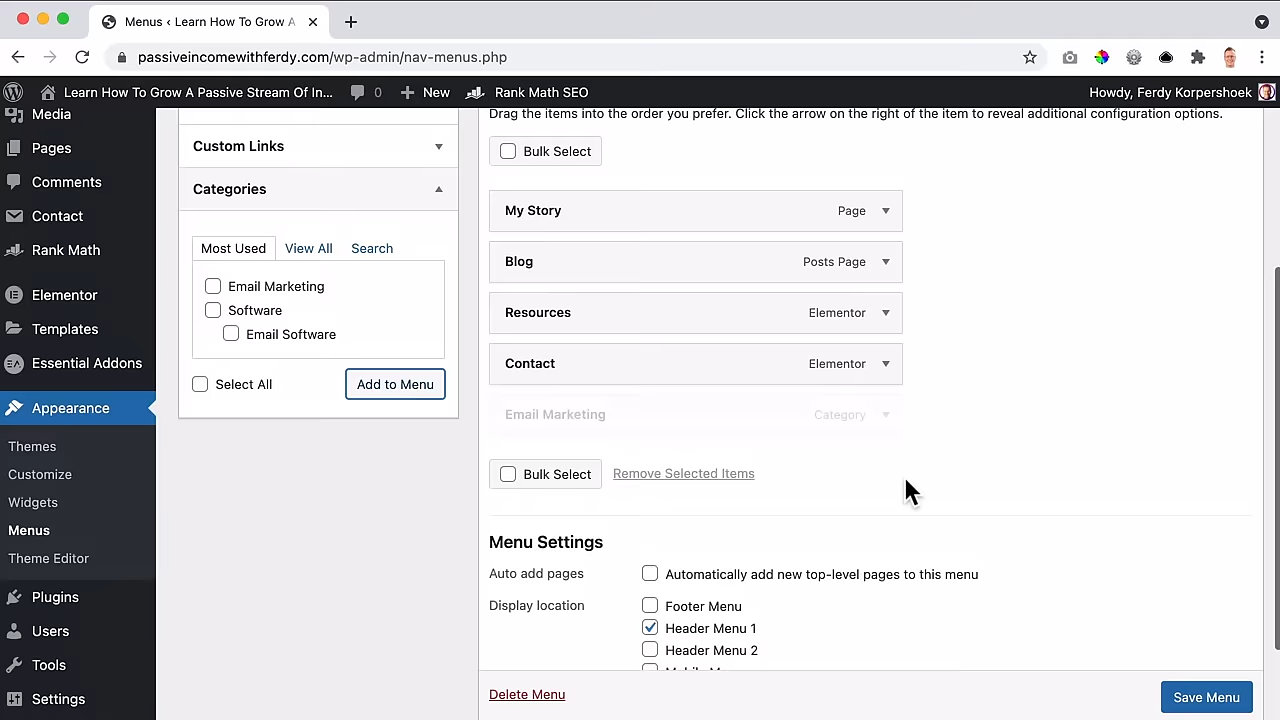 Menus ‹ Learn How To Grow A
passiveincomewithferdy.com/wp-admin/nav-menus.php
Learn How To Grow A Passive Stream Of In... 0 New Rank Math SEO Howdy, Ferdy Korpershoek
Media
Pages
Comments
Contact
Rank Math
Elementor
Templates
Essential Addons
Appearance
Themes
Customize
Widgets
Menus
Theme Editor
Plugins
Users
Tools
Settings
Custom Links
Categories
Most Used View All Search
Email Marketing
Software
Email Software
Select All Add to Menu
Drag the items into the order you prefer. Click the arrow on the right of the item to reveal additional configuration options.
Bulk Select
My Story Page
Blog Posts Page
Resources Elementor
Contact Elementor
Email Marketing Category
Bulk Select Remove Selected Items
Menu Settings
Auto add pages Automatically add new top-level pages to this menu
Display location Footer Menu
Header Menu 1
Header Menu 2
Delete Menu Save Menu